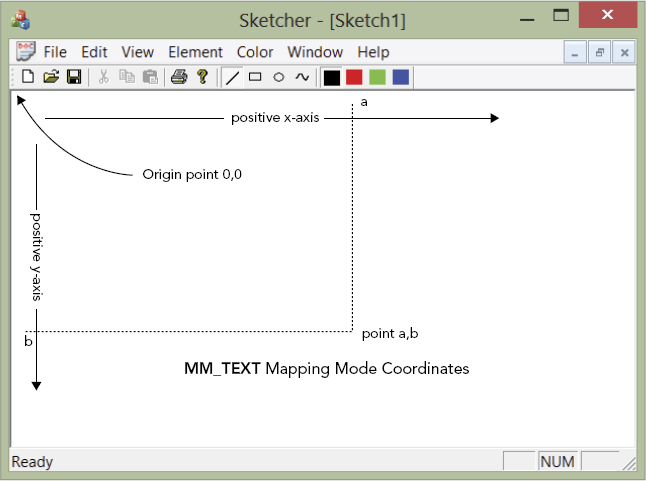 Sketcher - [Sketch1]
File Edit View Element Color Window Help
a
positive x-axis
Origin point 0,0
positive y-axis
b
point a,b
MM_TEXT Mapping Mode Coordinates
Ready
NUM